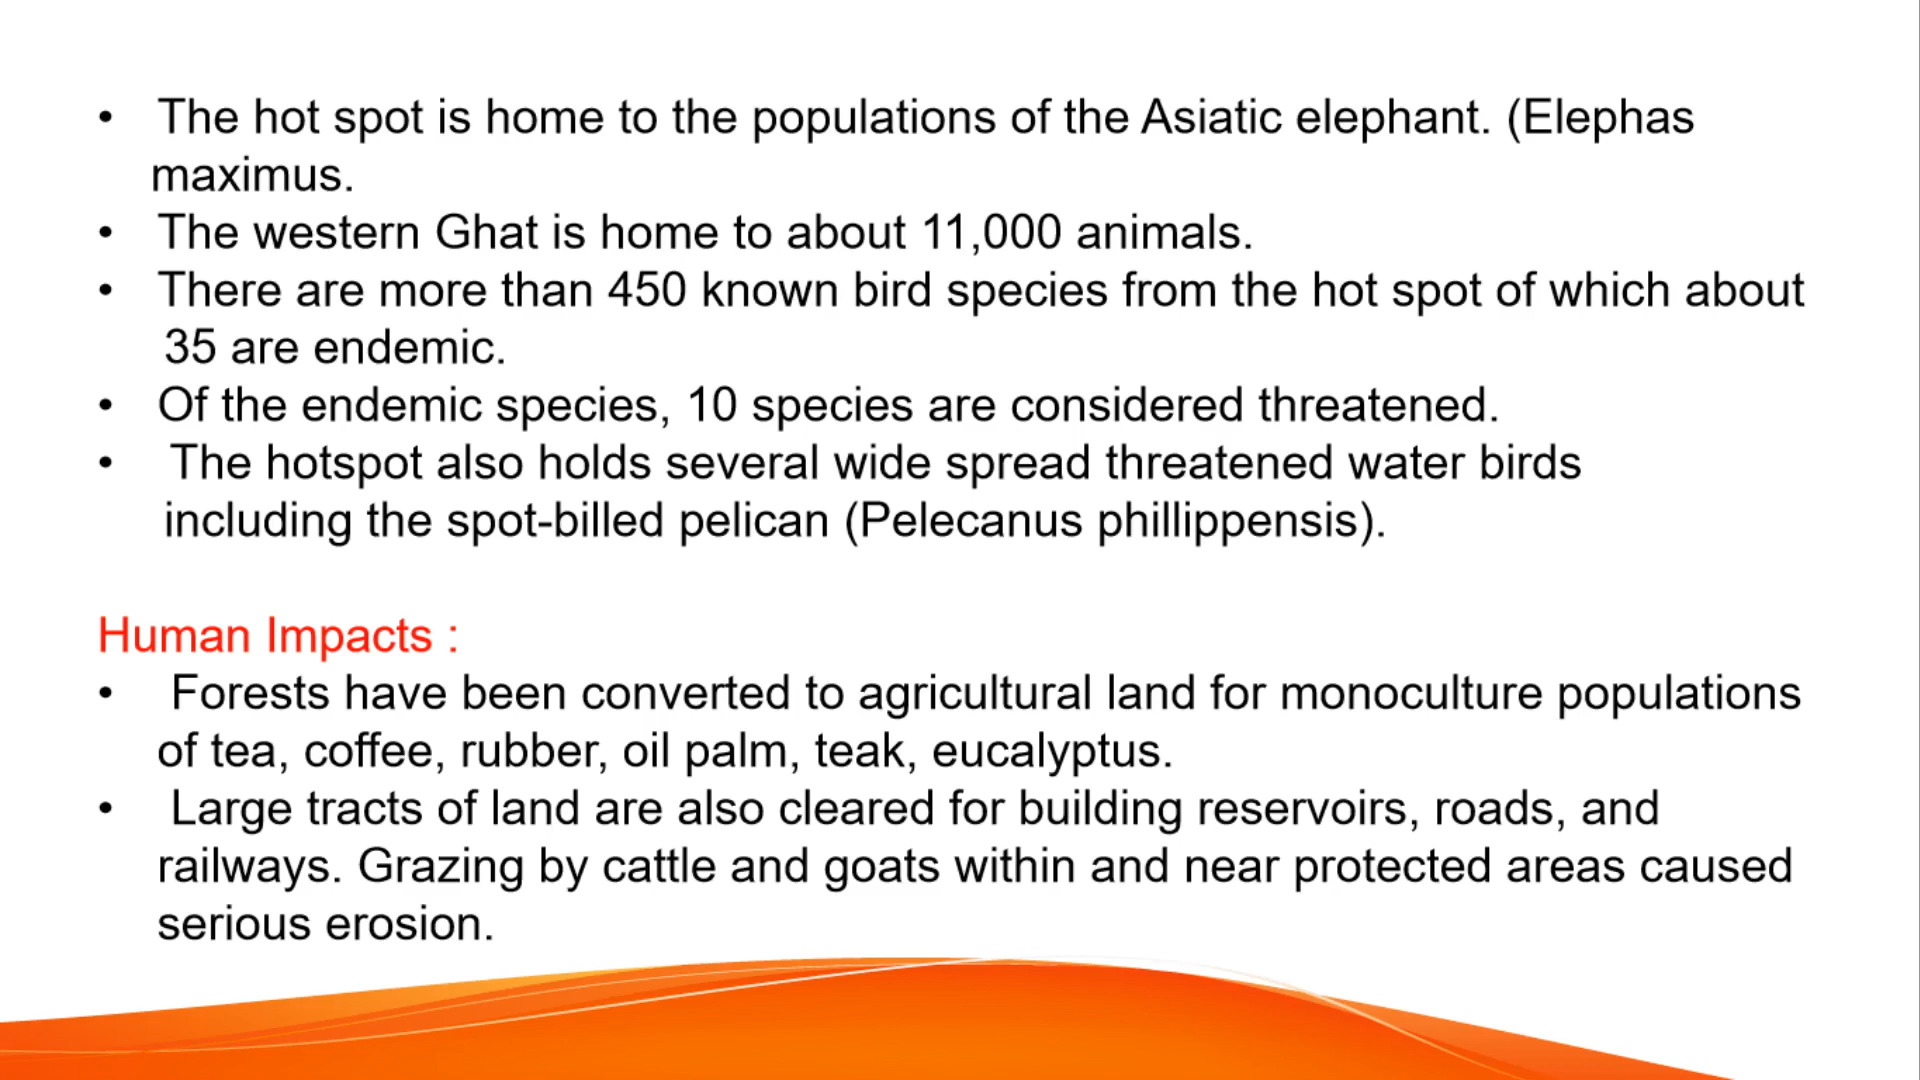 • The hot spot is home to the populations of the Asiatic elephant. (Elephas
maximus.
• The western Ghat is home to about 11,000 animals.
• There are more than 450 known bird species from the hot spot of which about
35 are endemic.
• Of the endemic species, 10 species are considered threatened.
• The hotspot also holds several wide spread threatened water birds
including the spot-billed pelican (Pelecanus phillippensis).
Human Impacts :
• Forests have been converted to agricultural land for monoculture populations
of tea, coffee, rubber, oil palm, teak, eucalyptus.
• Large tracts of land are also cleared for building reservoirs, roads, and
railways. Grazing by cattle and goats within and near protected areas caused
serious erosion.